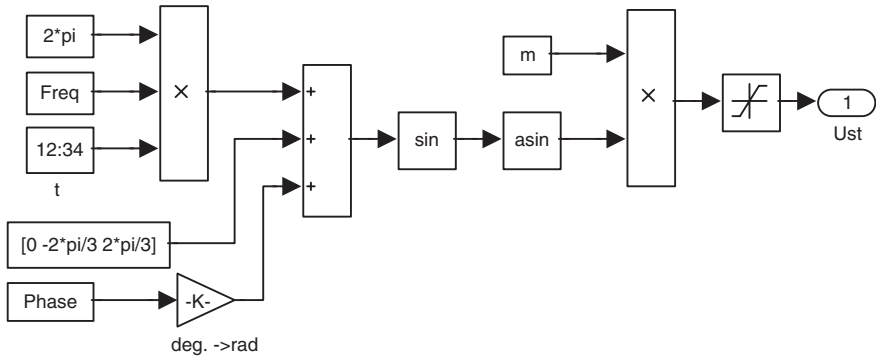 2*pi
Freq
12:34
t
×
[0 -2*pi/3 2*pi/3]
Phase
-K-
deg. ->rad
+
+
+
sin
asin
m
×
1
Ust